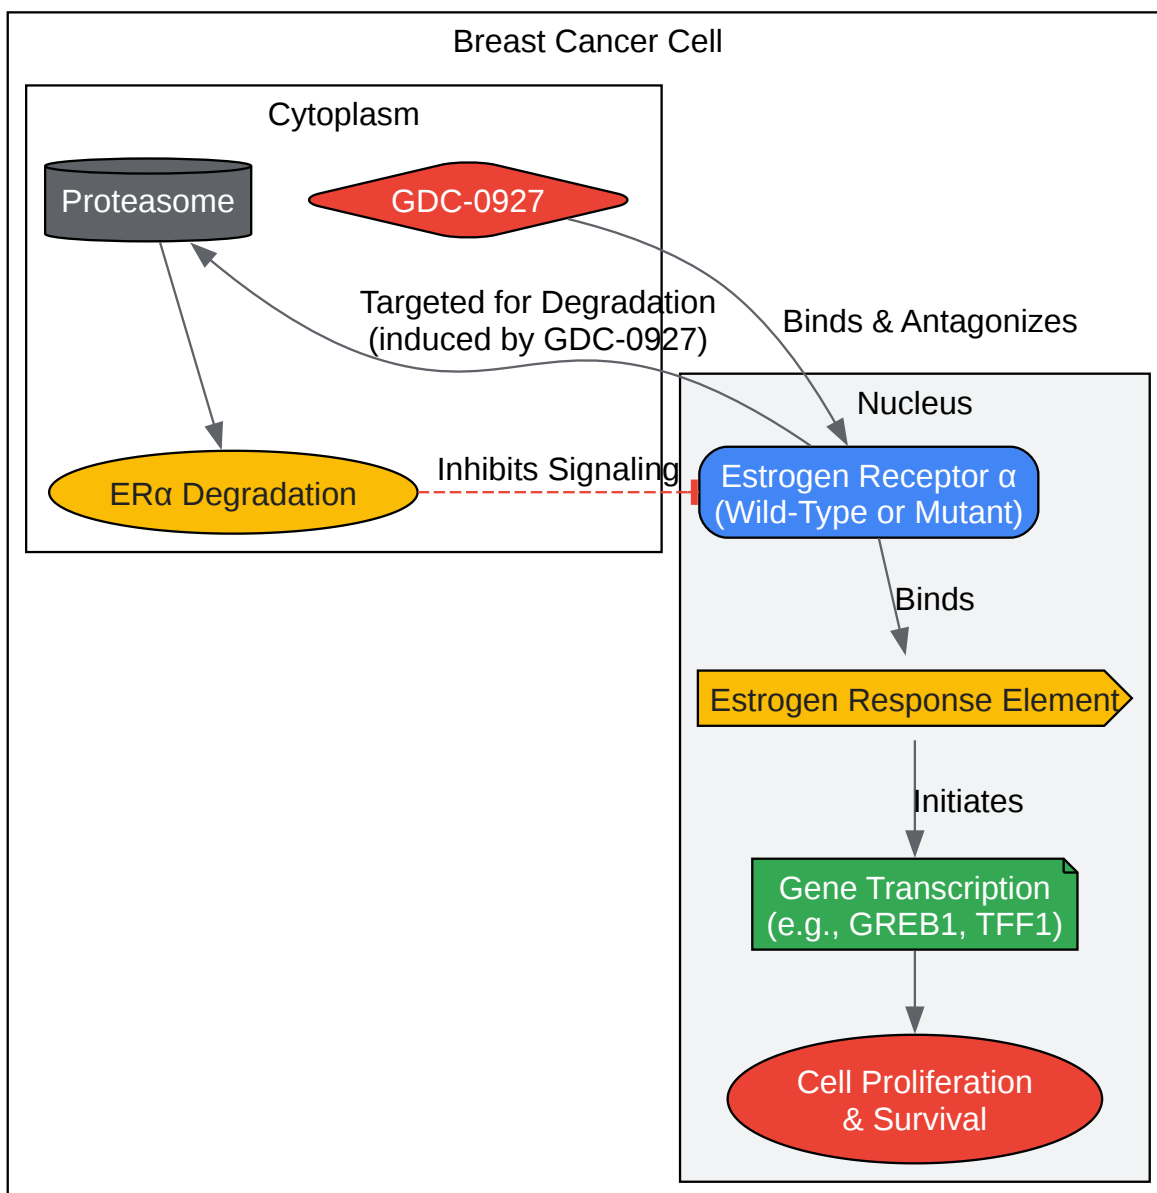 Breast Cancer Cell
Cytoplasm
Proteasome
GDC-0927
Targeted for Degradation
(induced by GDC-0927)
Binds & Antagonizes
Nucleus
ERα Degradation
Inhibits Signaling
Estrogen Receptor α
(Wild-Type or Mutant)
Binds
Estrogen Response Element
Initiates
Gene Transcription
(e.g., GREB1, TFF1)
Cell Proliferation
& Survival